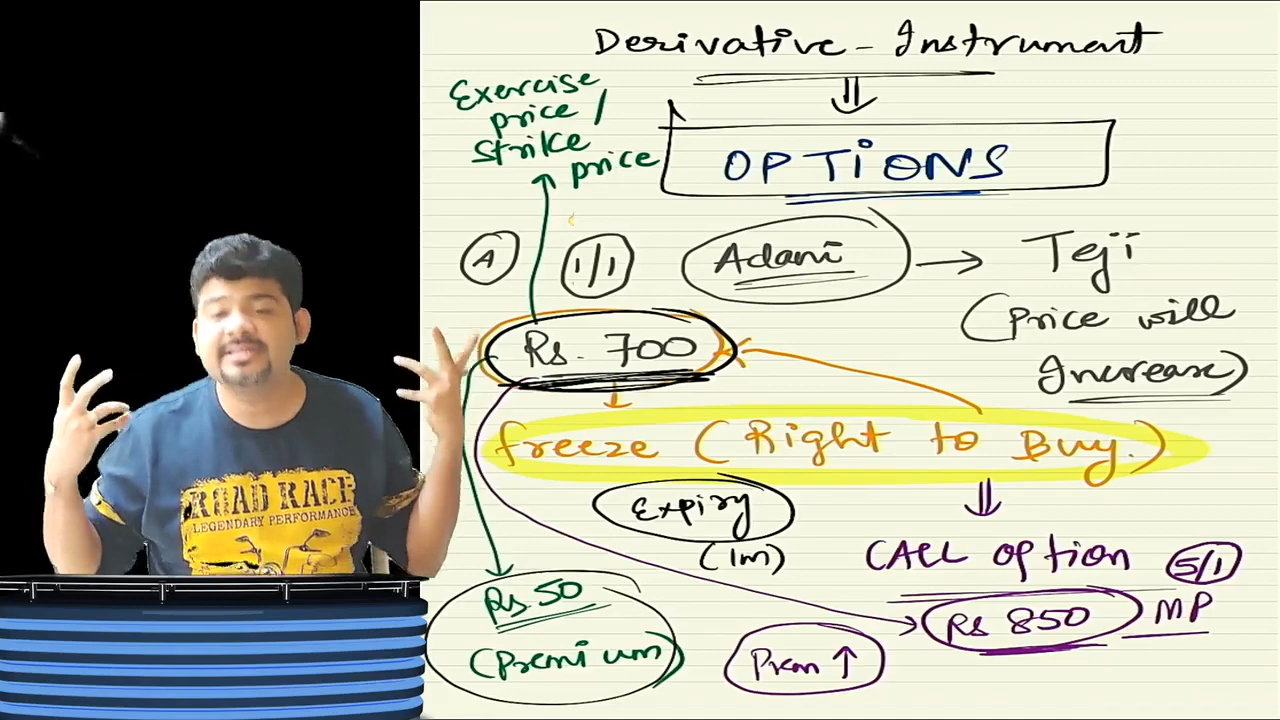 Derivative - Instrument
Exercise
price /
Strike
price
OPTIONS
A
1/1
Adani
Teji
(Price will
Increase)
Rs. 700
freeze (Right to Buy.)
Expiry
(1m)
CALL option
5/1
Rs 850
MP
Rs. 50
(Premium)
Prem ↑
ROAD RACE
LEGENDARY PERFORMANCE